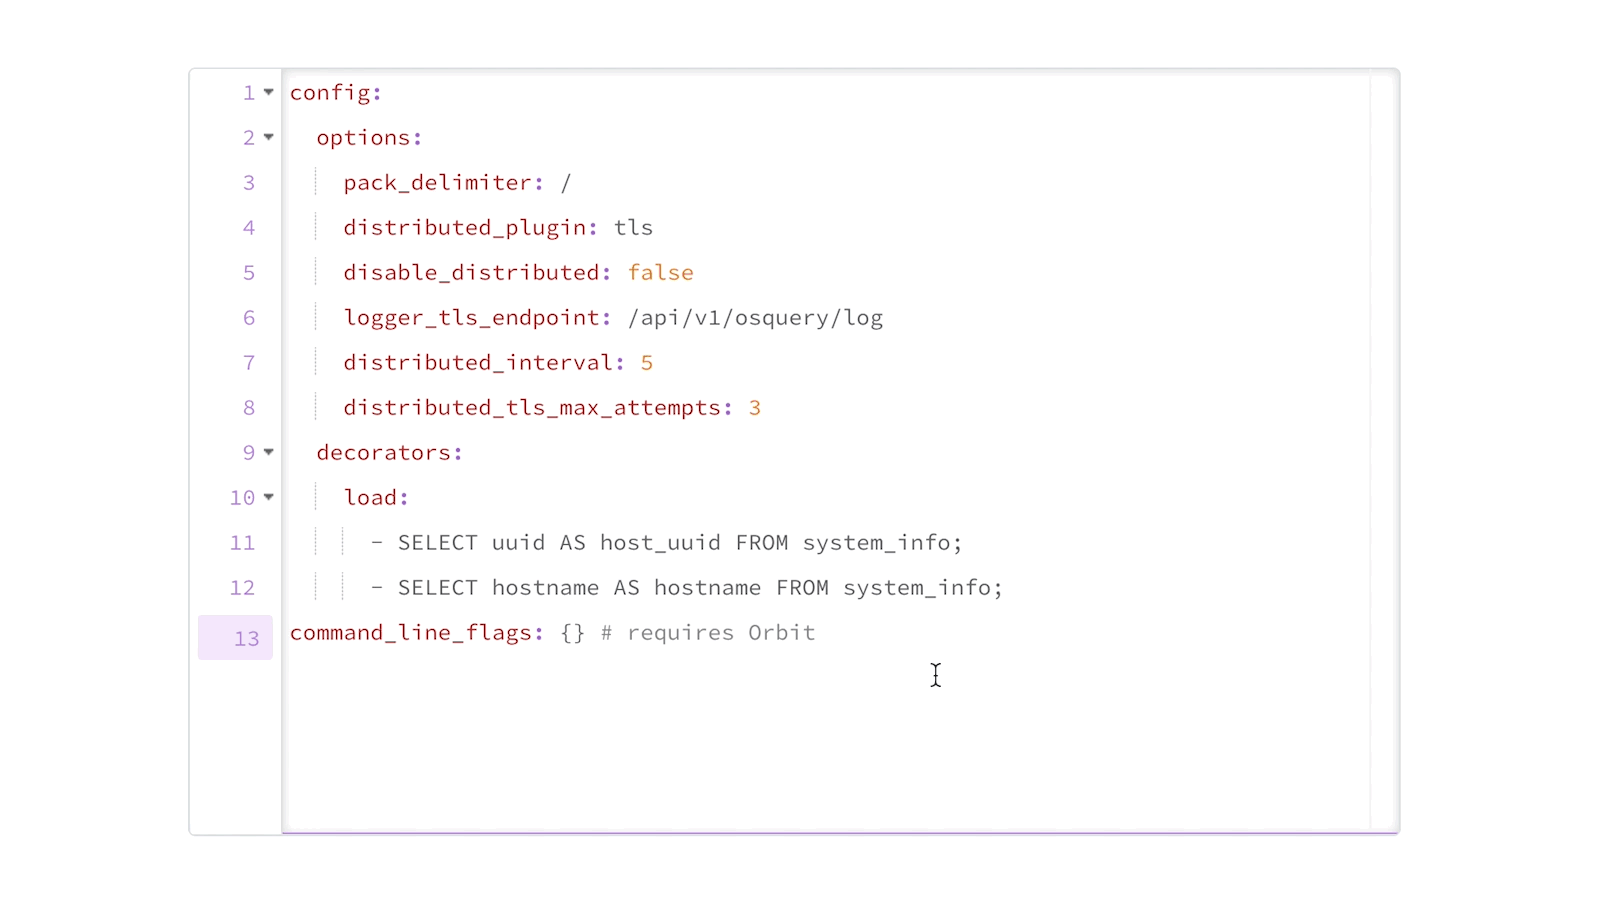 1 config:
2 options:
3 pack_delimiter: /
4 distributed_plugin: tls
5 disable_distributed: false
6 logger_tls_endpoint: /api/v1/osquery/log
7 distributed_interval: 5
8 distributed_tls_max_attempts: 3
9 decorators:
10 load:
11 - SELECT uuid AS host_uuid FROM system_info;
12 - SELECT hostname AS hostname FROM system_info;
13 command_line_flags: {} # requires Orbit